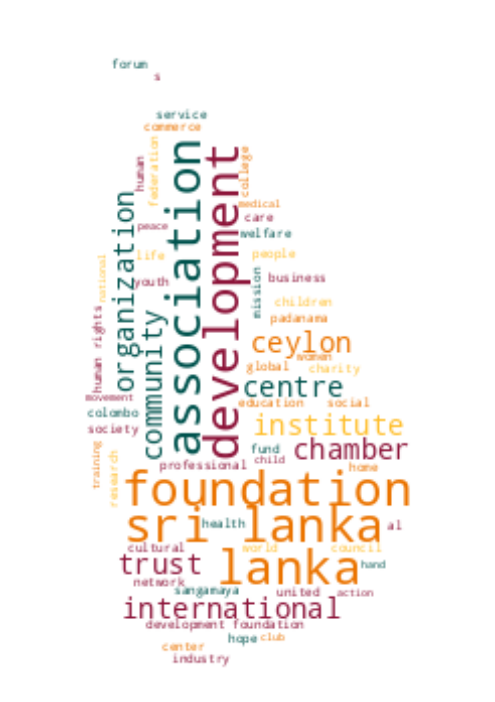 forum
s
service
commerce
federation
human
college
association
development
medical
care
peace
welfare
organization
life
people
national
youth
mission
business
children
human rights
community
padanama
ceylon
women
global
charity
centre
movement
education
social
colombo
institute
society
chamber
fund
training
research
professional
child
home
foundation
sri lanka
health
al
cultural
world
council
trust
lanka
hand
network
sangamaya
united
action
international
development foundation
hope
club
center
industry